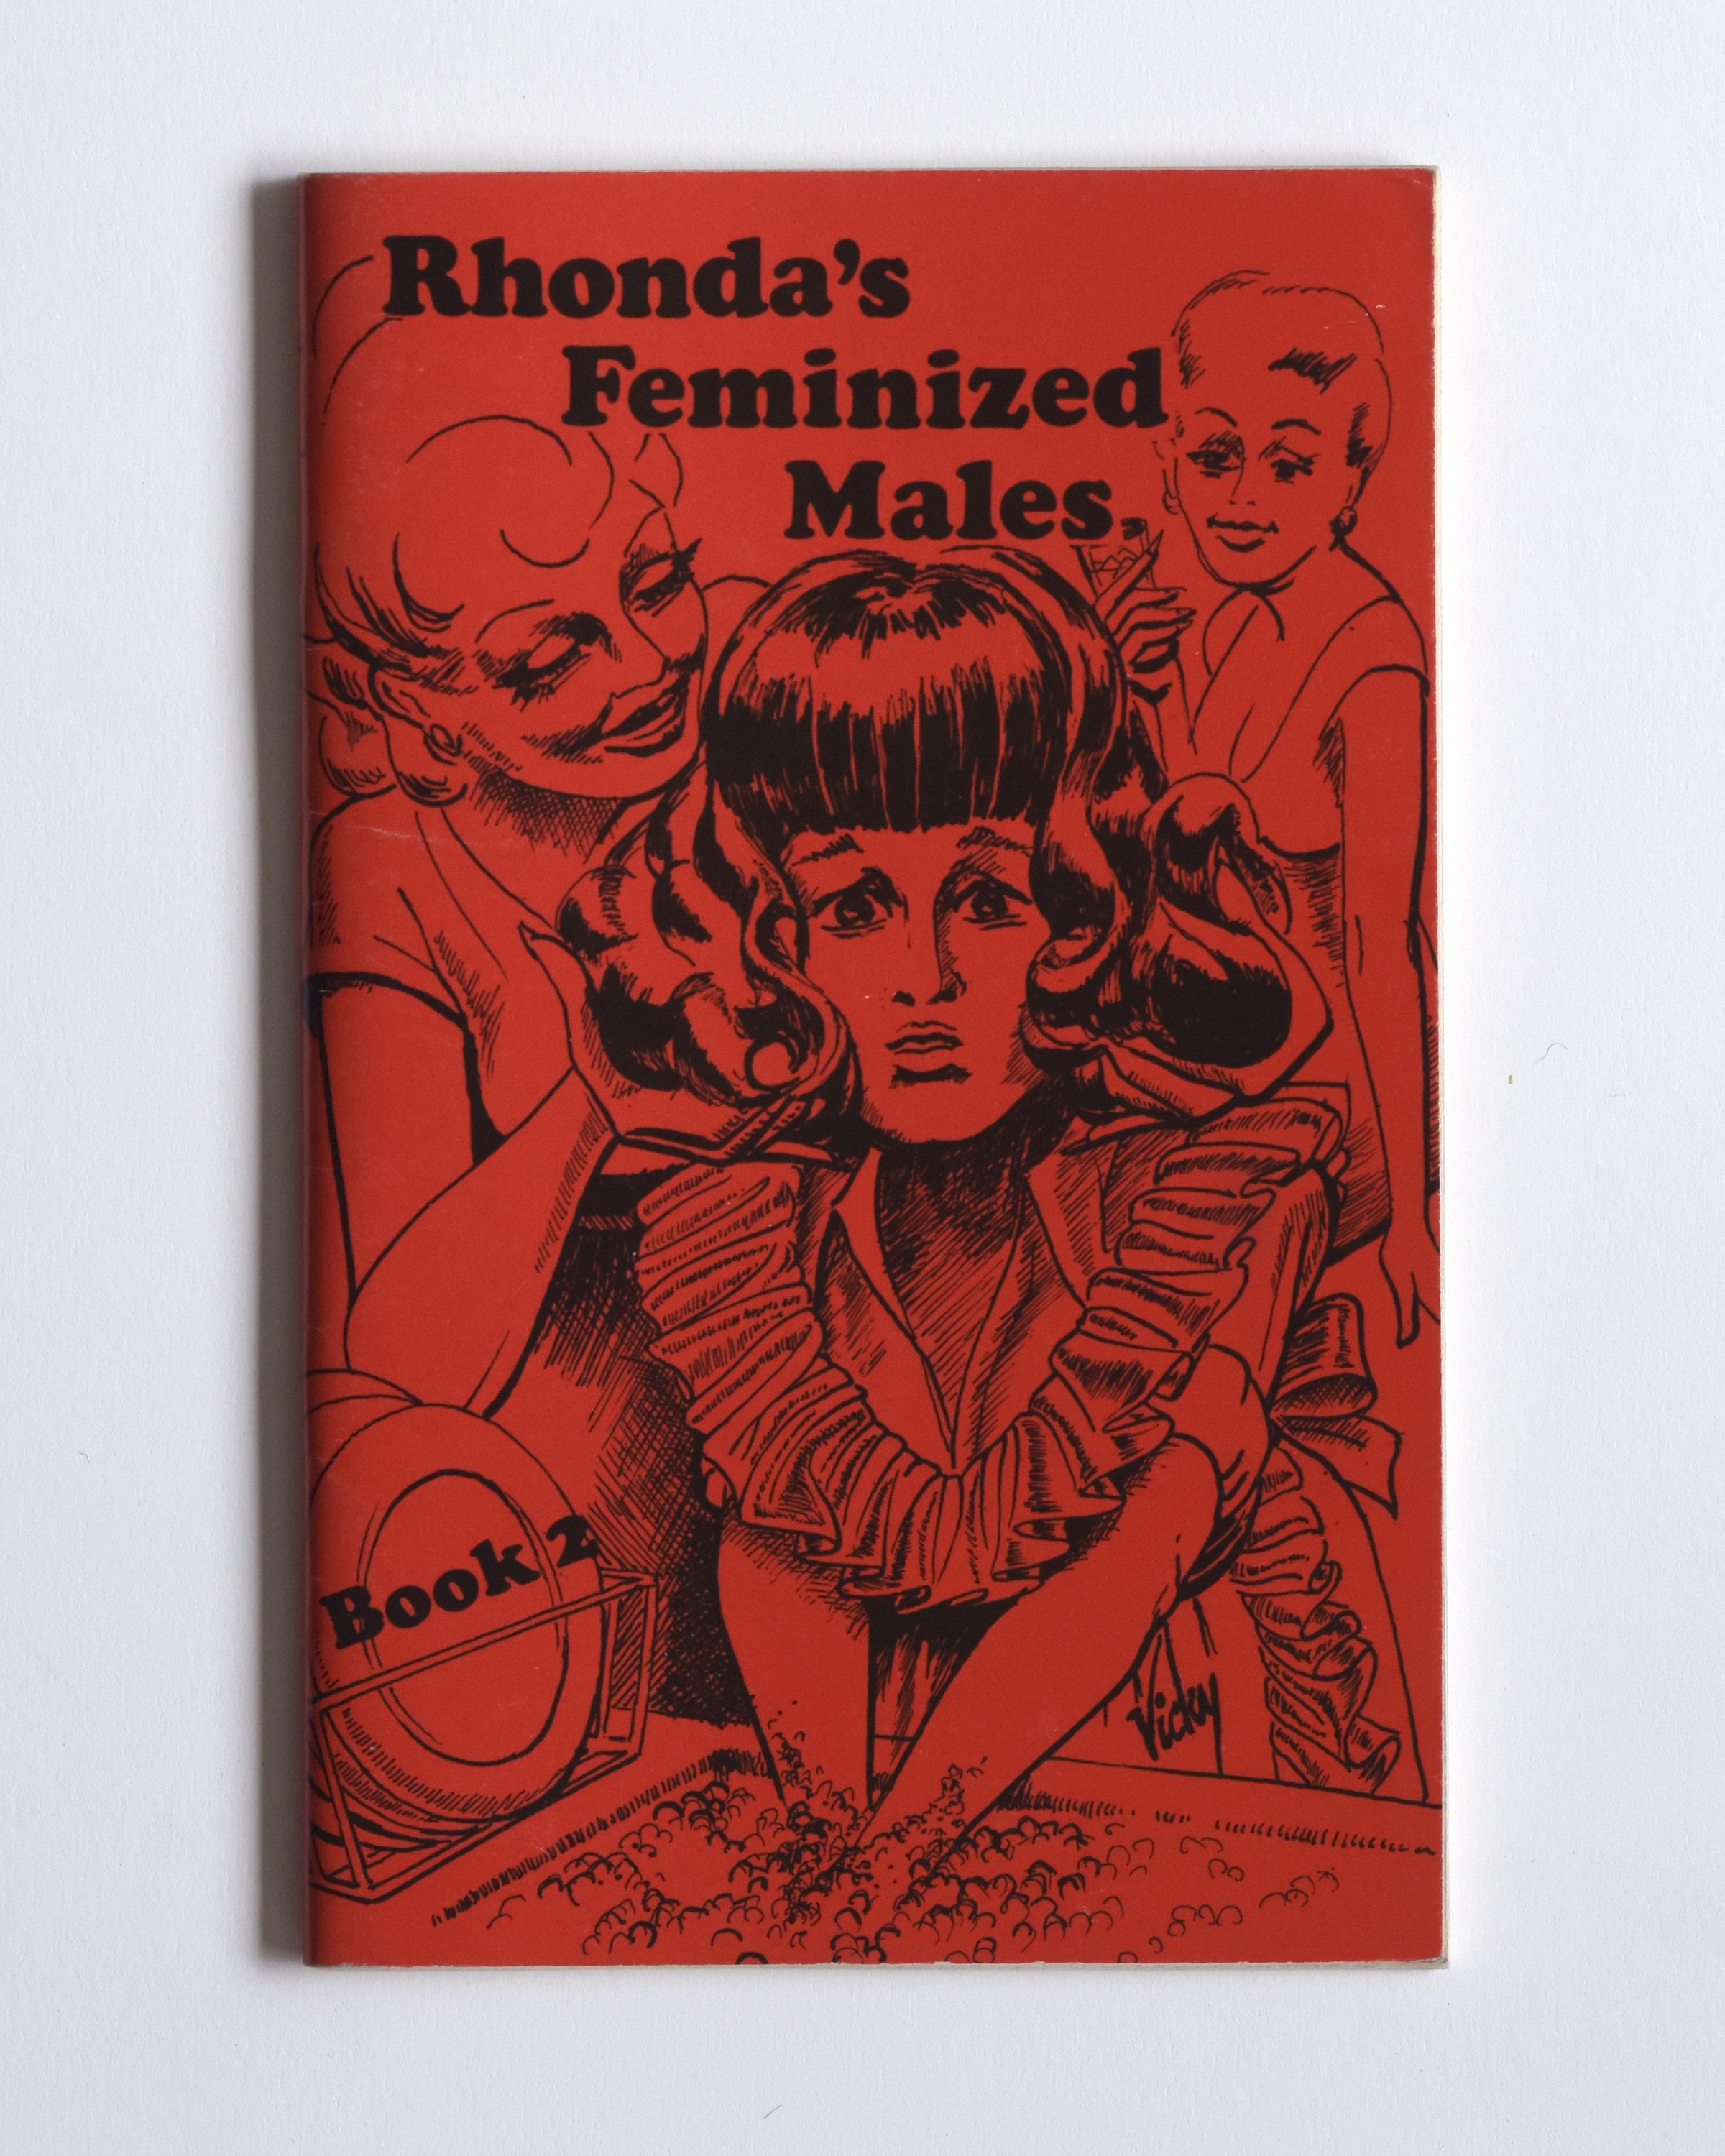 Rhonda’s
Feminized
Males
Book 2
Vicky